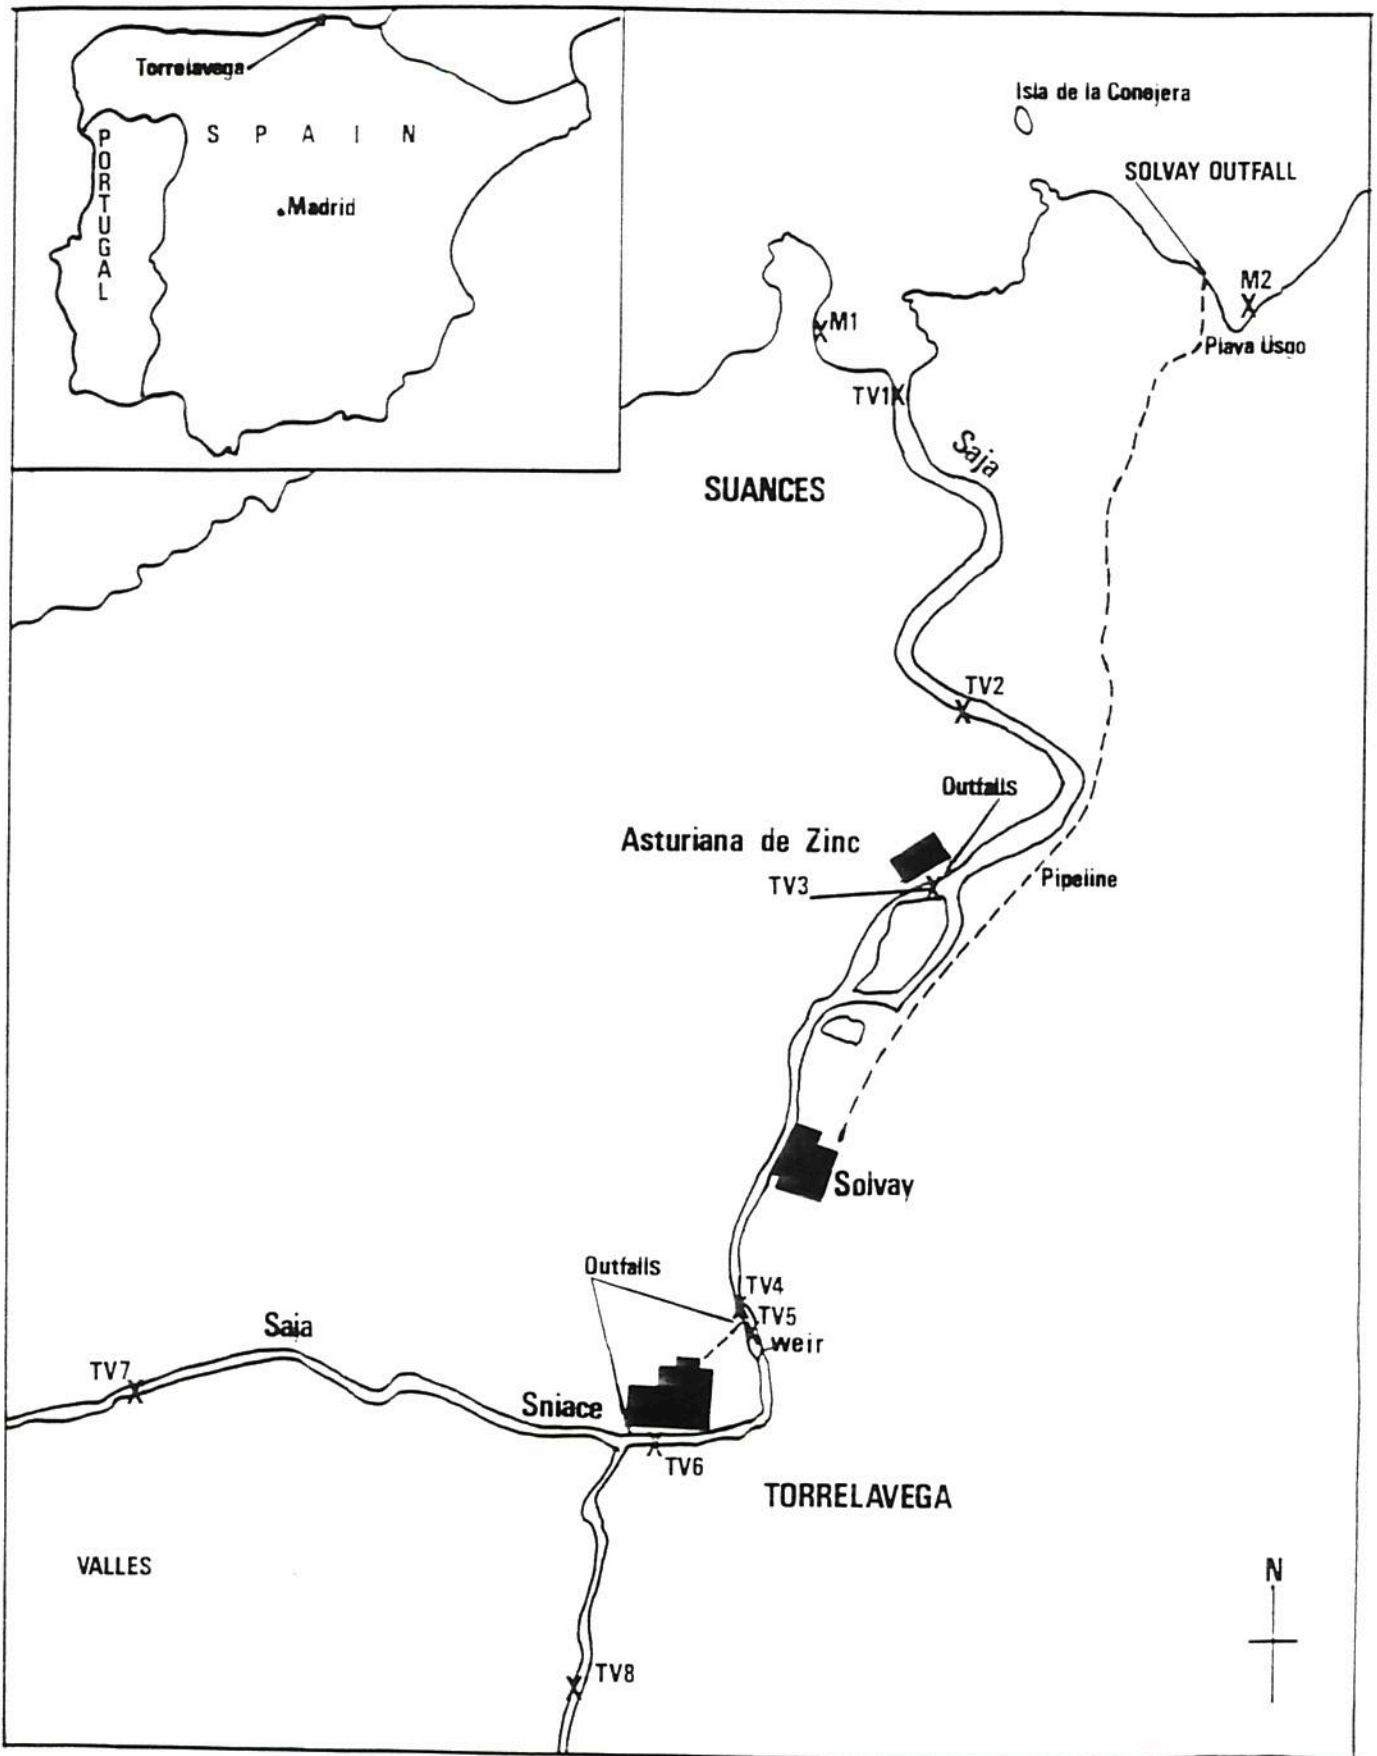 Torrelavega
PORTUGAL
SPAIN
Madrid
Isla de la Conejera
SOLVAY OUTFALL
M2
Playa Usgo
M1
TV1
Saja
SUANCES
TV2
Outfalls
Asturiana de Zinc
TV3
Pipeline
Solvay
Outfalls
TV4
TV5
weir
Saja
TV7
Sniace
TV6
TORRELAVEGA
VALLES
N
TV8